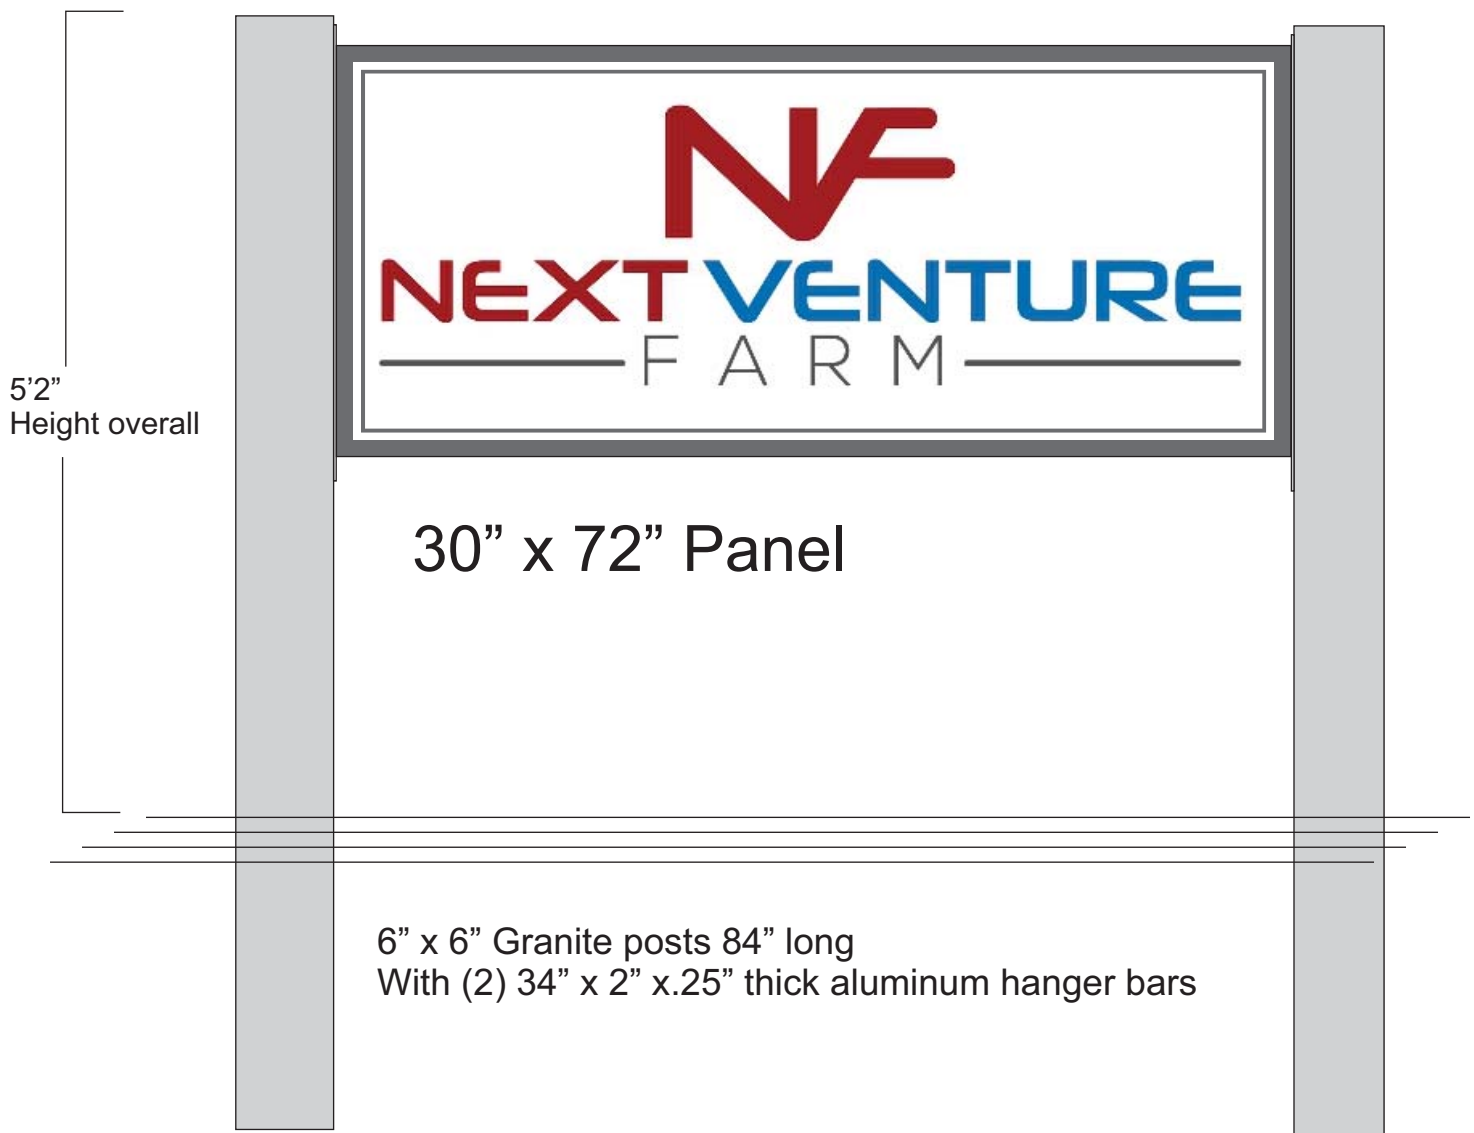 NF
NEXT VENTURE
FARM
5’2”
Height overall
30” x 72” Panel
6” x 6” Granite posts 84” long
With (2) 34” x 2” x.25” thick aluminum hanger bars